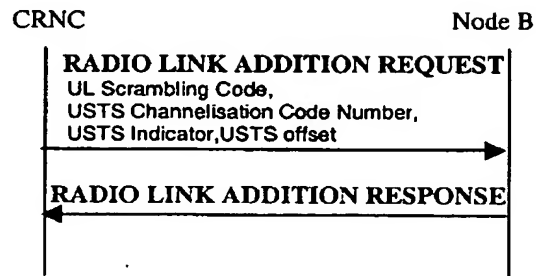 CRNC Node B
RADIO LINK ADDITION REQUEST
UL Scrambling Code,
USTS Channelisation Code Number,
USTS Indicator,USTS offset
RADIO LINK ADDITION RESPONSE